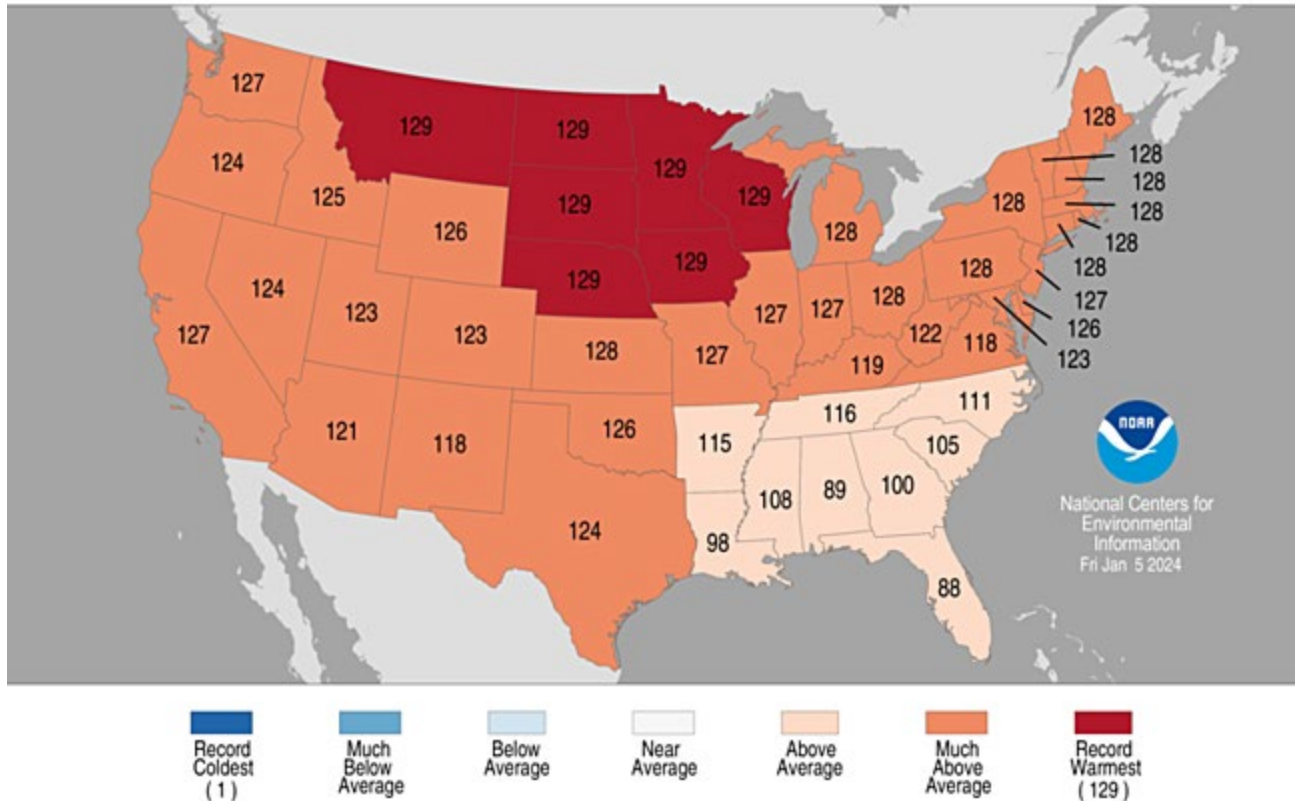 127
129
129
129
128
124
125
126
129
129
128
128
128
128
128
128
128
127
126
123
129
129
124
123
123
128
127
127
127
128
128
122
118
119
127
121
118
126
124
115
116
111
105
108
89
100
98
88
NOAA
National Centers for
Environmental
Information
Fri Jan 5 2024
Record
Coldest
(1)
Much
Below
Average
Below
Average
Near
Average
Above
Average
Much
Above
Average
Record
Warmest
(129)